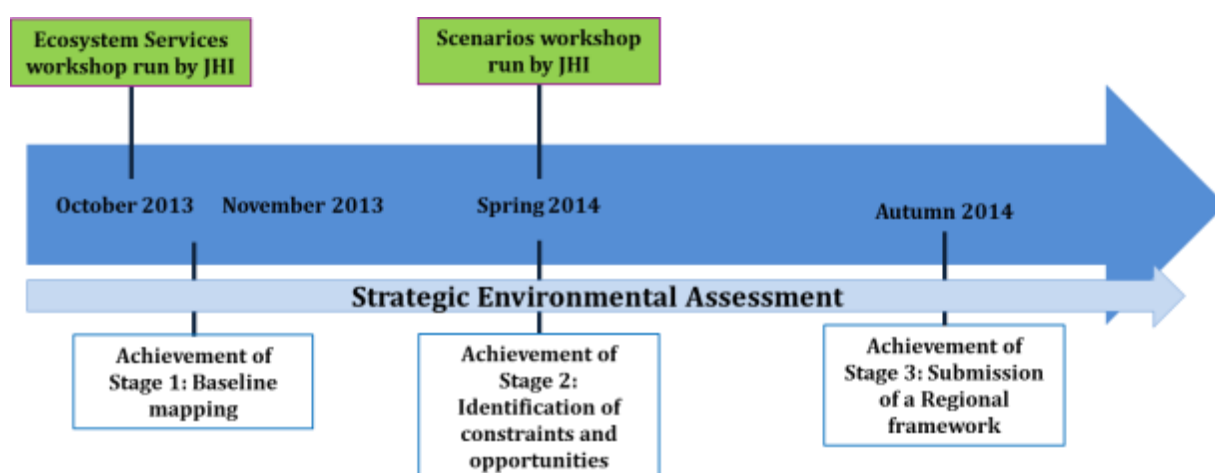 Ecosystem Services
workshop run by JHI
Scenarios workshop
run by JHI
October 2013
November 2013
Spring 2014
Autumn 2014
Strategic Environmental Assessment
Achievement of
Stage 1: Baseline
mapping
Achievement of
Stage 2:
Identification of
constraints and
opportunities
Achievement of
Stage 3: Submission
of a Regional
framework